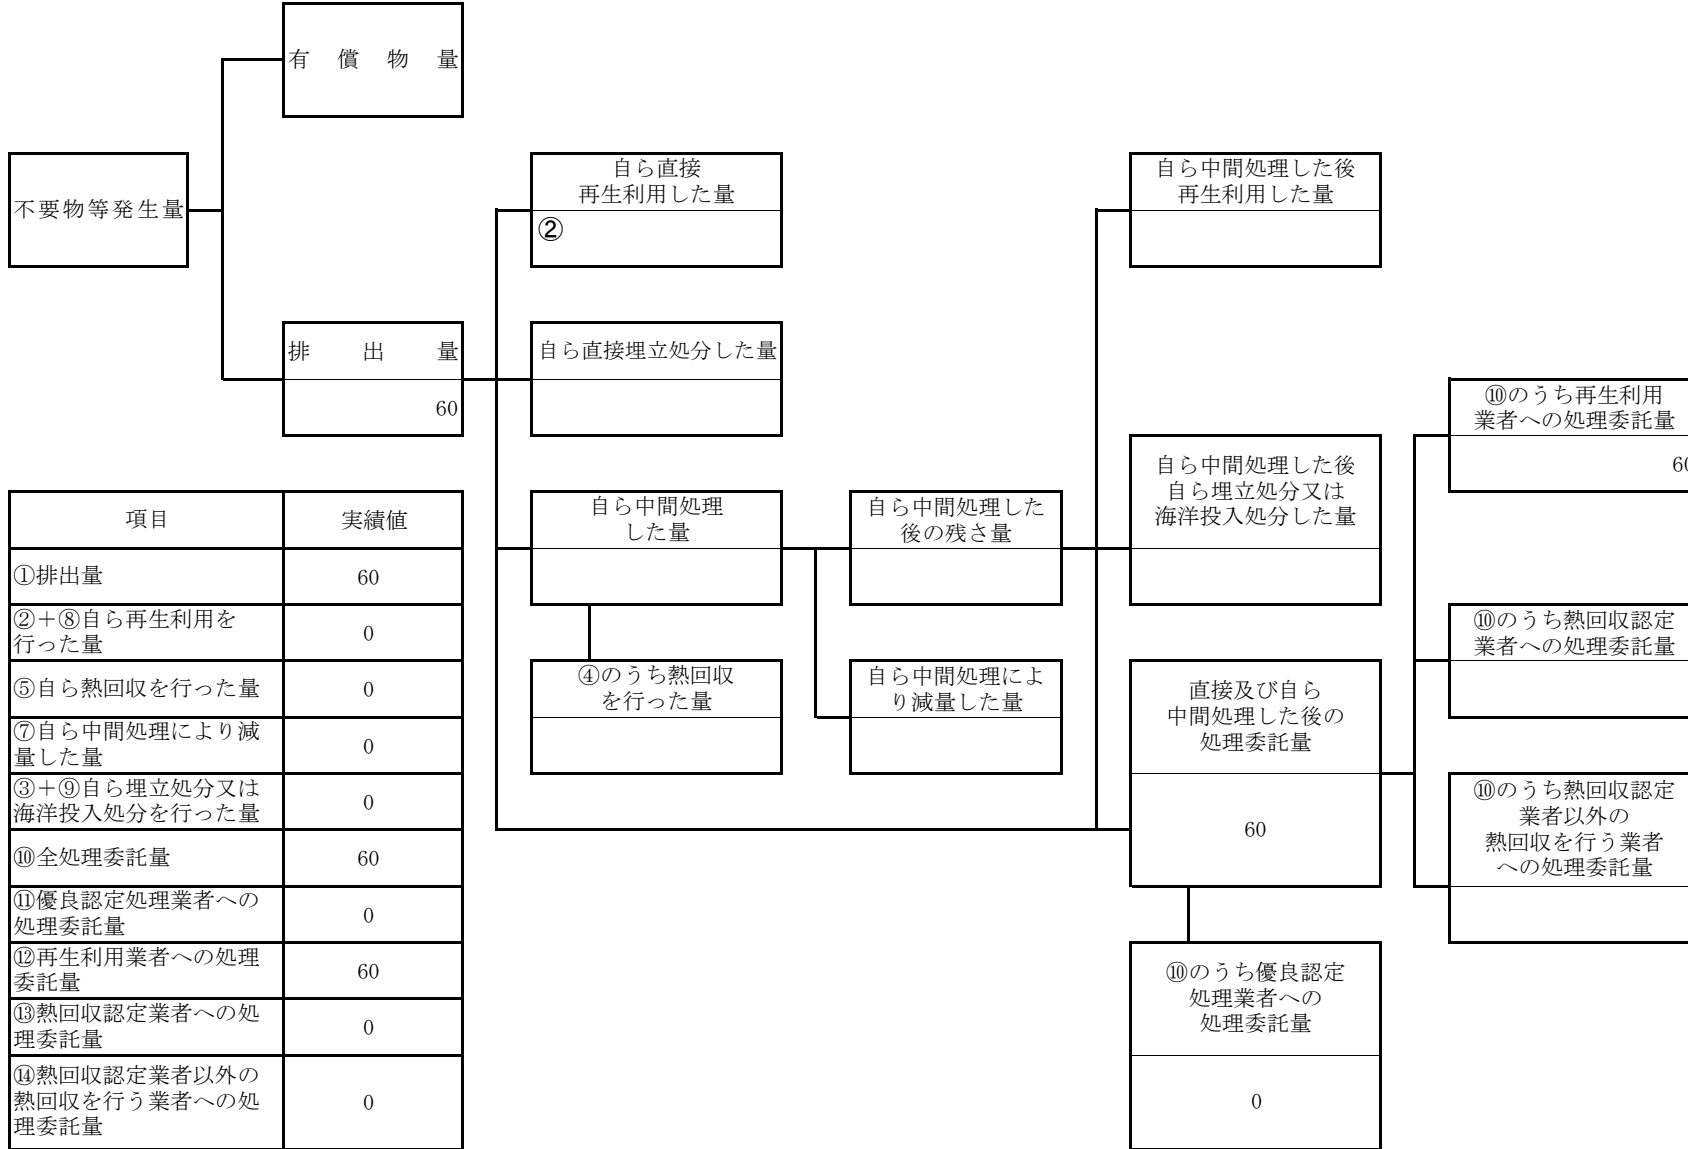 有償物量
不要物等発生量
自ら直接
再生利用した量
②
自ら中間処理した後
再生利用した量
排出量
60
自ら直接埋立処分した量
⑩のうち再生利用
業者への処理委託量
60
自ら中間処理した後
自ら埋立処分又は
海洋投入処分した量
自ら中間処理
した量
自ら中間処理した
後の残さ量
④のうち熱回収
を行った量
自ら中間処理によ
り減量した量
直接及び自ら
中間処理した後の
処理委託量
60
⑩のうち熱回収認定
業者への処理委託量
⑩のうち熱回収認定
業者以外の
熱回収を行う業者
への処理委託量
⑩のうち優良認定
処理業者への
処理委託量
0
項目 実績値
①排出量 60
②+⑧自ら再生利用を
行った量 0
⑤自ら熱回収を行った量 0
⑦自ら中間処理により減
量した量 0
③+⑨自ら埋立処分又は
海洋投入処分を行った量 0
⑩全処理委託量 60
⑪優良認定処理業者への
処理委託量 0
⑫再生利用業者への処理
委託量 60
⑬熱回収認定業者への処
理委託量 0
⑭熱回収認定業者以外の
熱回収を行う業者への処
理委託量 0